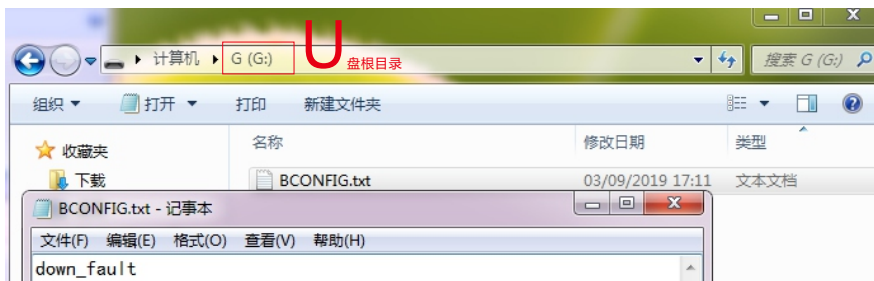 计算机 G (G:) U 盘根目录 搜索 G (G:)
组织 打开 打印 新建文件夹
收藏夹 名称 修改日期 类型
下载 BCONFIG.txt 03/09/2019 17:11 文本文档
BCONFIG.txt - 记事本
文件(F) 编辑(E) 格式(O) 查看(V) 帮助(H)
down_fault